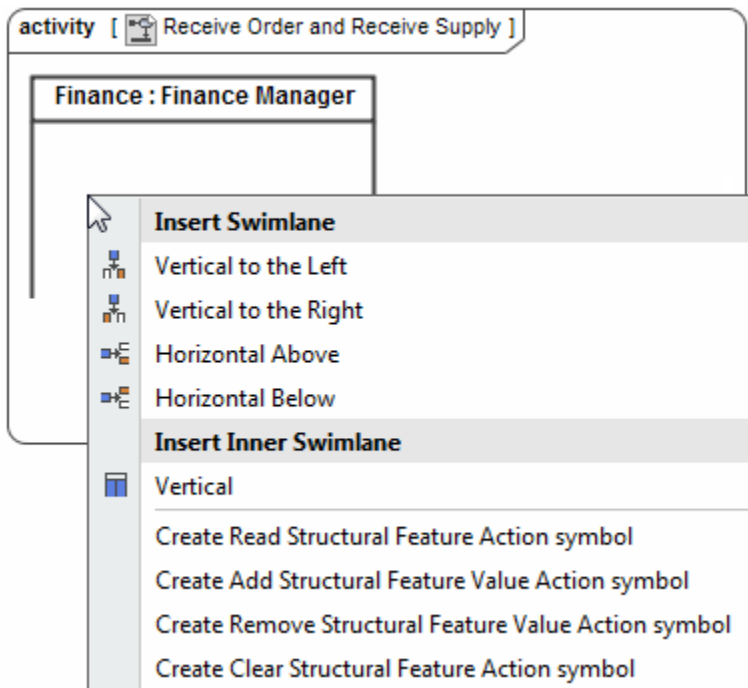 activity [ Receive Order and Receive Supply ]
Finance : Finance Manager
Insert Swimlane
Vertical to the Left
Vertical to the Right
Horizontal Above
Horizontal Below
Insert Inner Swimlane
Vertical
Create Read Structural Feature Action symbol
Create Add Structural Feature Value Action symbol
Create Remove Structural Feature Value Action symbol
Create Clear Structural Feature Action symbol